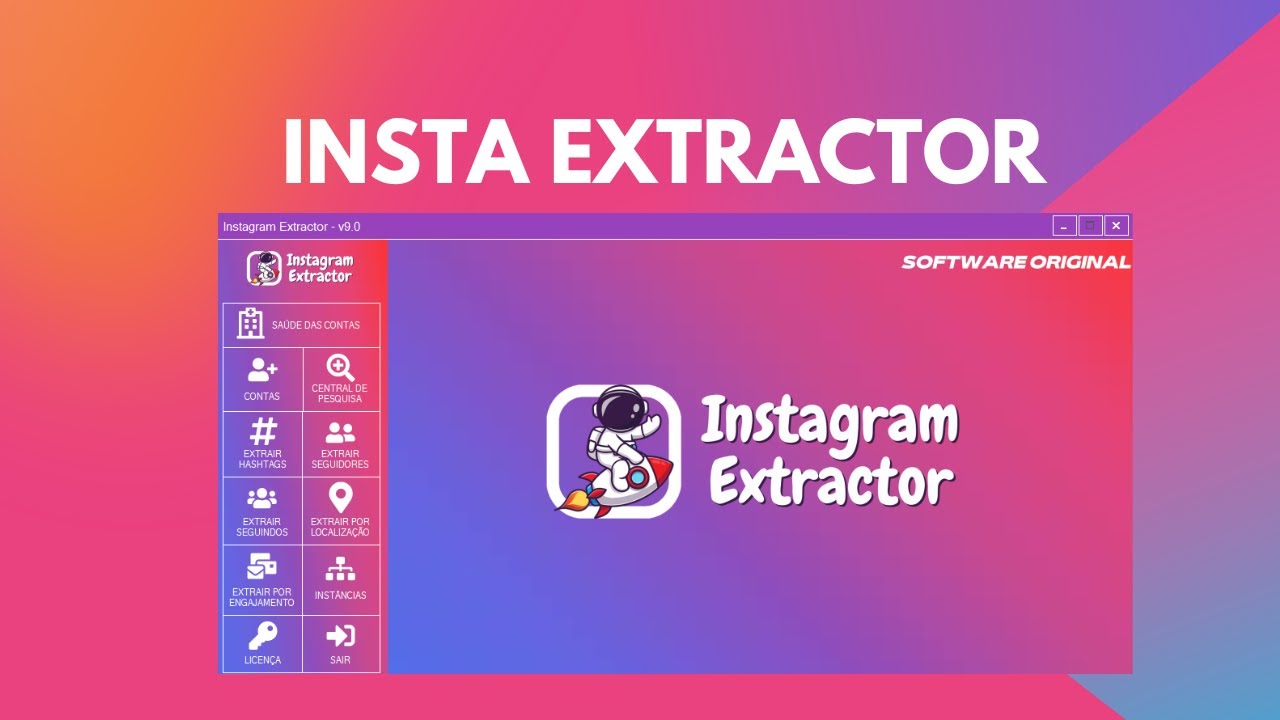 INSTA EXTRACTOR
Instagram Extractor - v9.0
Instagram
Extractor
SOFTWARE ORIGINAL
SAÚDE DAS CONTAS
CONTAS
CENTRAL DE
PESQUISA
EXTRAIR
HASHTAGS
EXTRAIR
SEGUIDORES
EXTRAIR
SEGUINDOS
EXTRAIR POR
LOCALIZAÇÃO
EXTRAIR POR
ENGAJAMENTO
INSTÂNCIAS
LICENÇA
SAIR
Instagram
Extractor